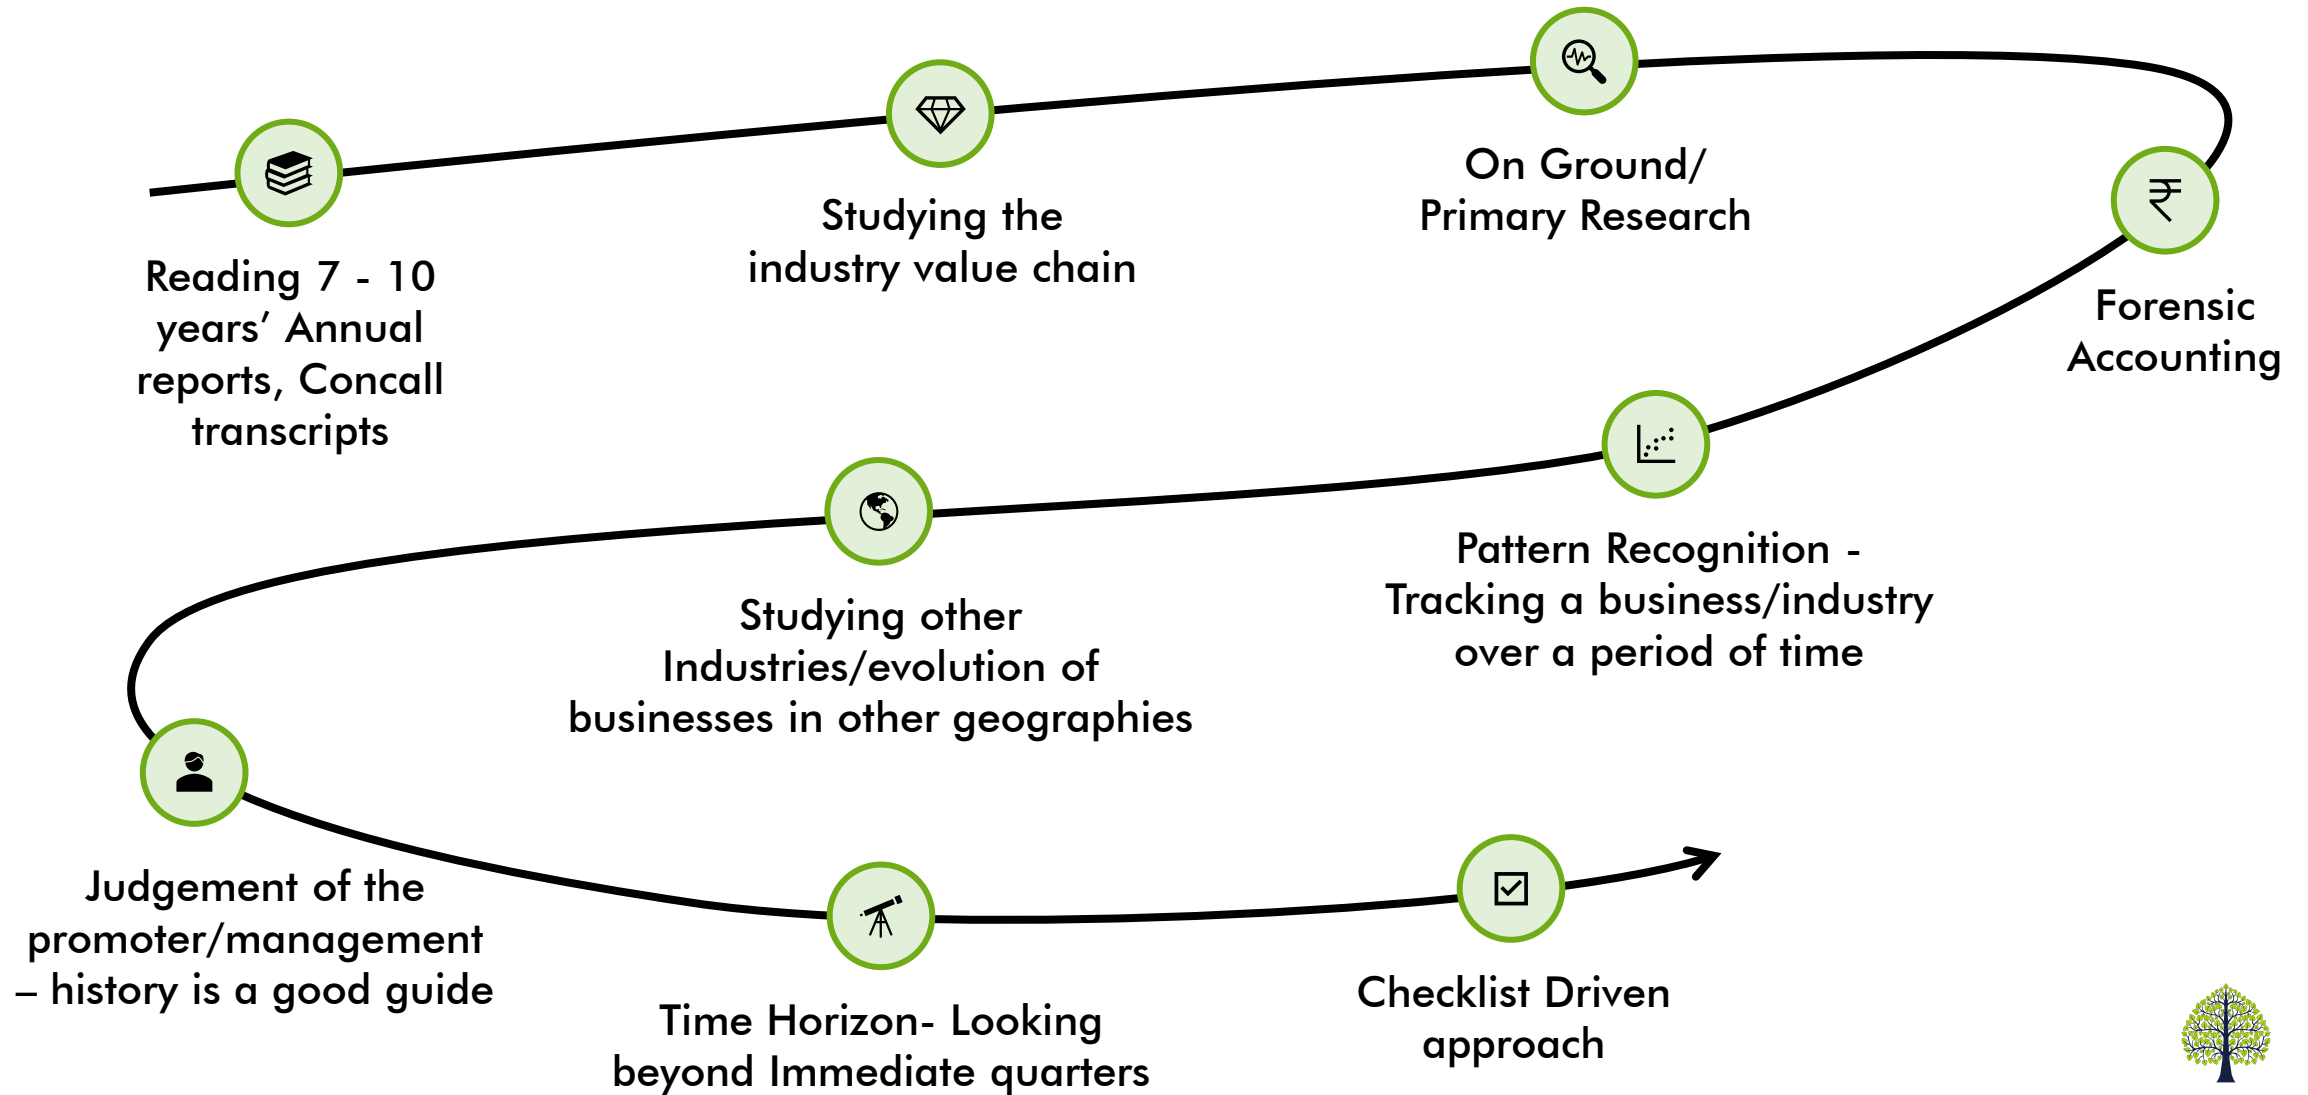 Reading 7 - 10
years’ Annual
reports, Concall
transcripts
Studying the
industry value chain
On Ground/
Primary Research
₹
Forensic
Accounting
Pattern Recognition -
Tracking a business/industry
over a period of time
Studying other
Industries/evolution of
businesses in other geographies
Judgement of the
promoter/management
– history is a good guide
Time Horizon- Looking
beyond Immediate quarters
Checklist Driven
approach